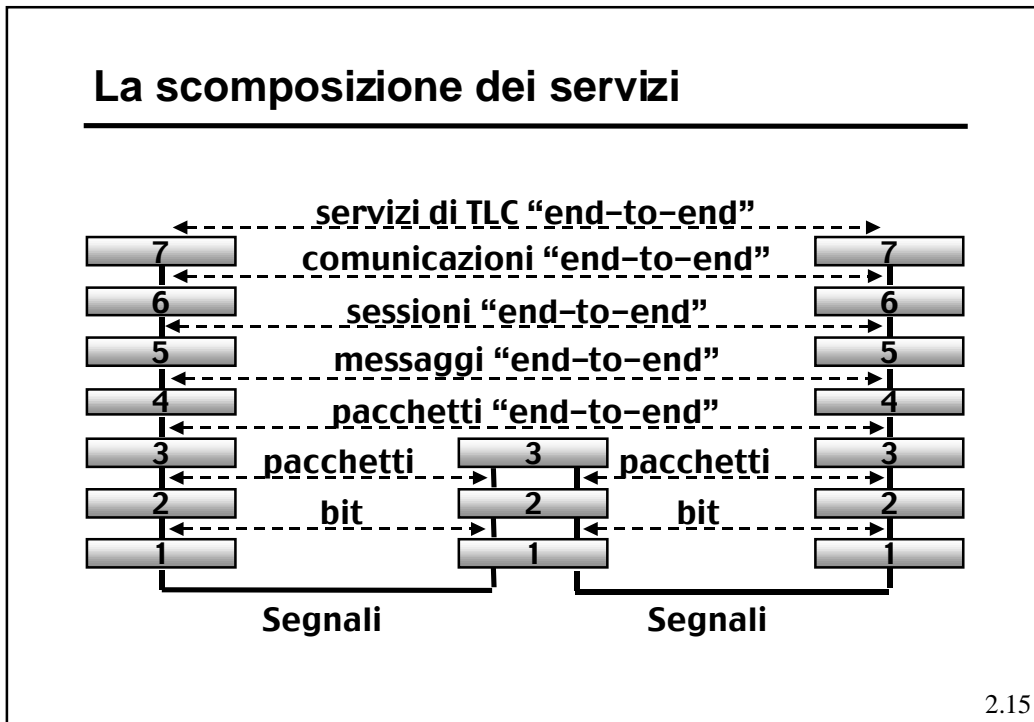 La scomposizione dei servizi
servizi di TLC “end–to–end”
7 7
comunicazioni “end–to–end”
6 6
sessioni “end–to–end”
5 5
messaggi “end–to–end”
4 4
pacchetti “end–to–end”
3 3 3
pacchetti pacchetti
2 2 2
bit bit
1 1 1
Segnali Segnali
2.15